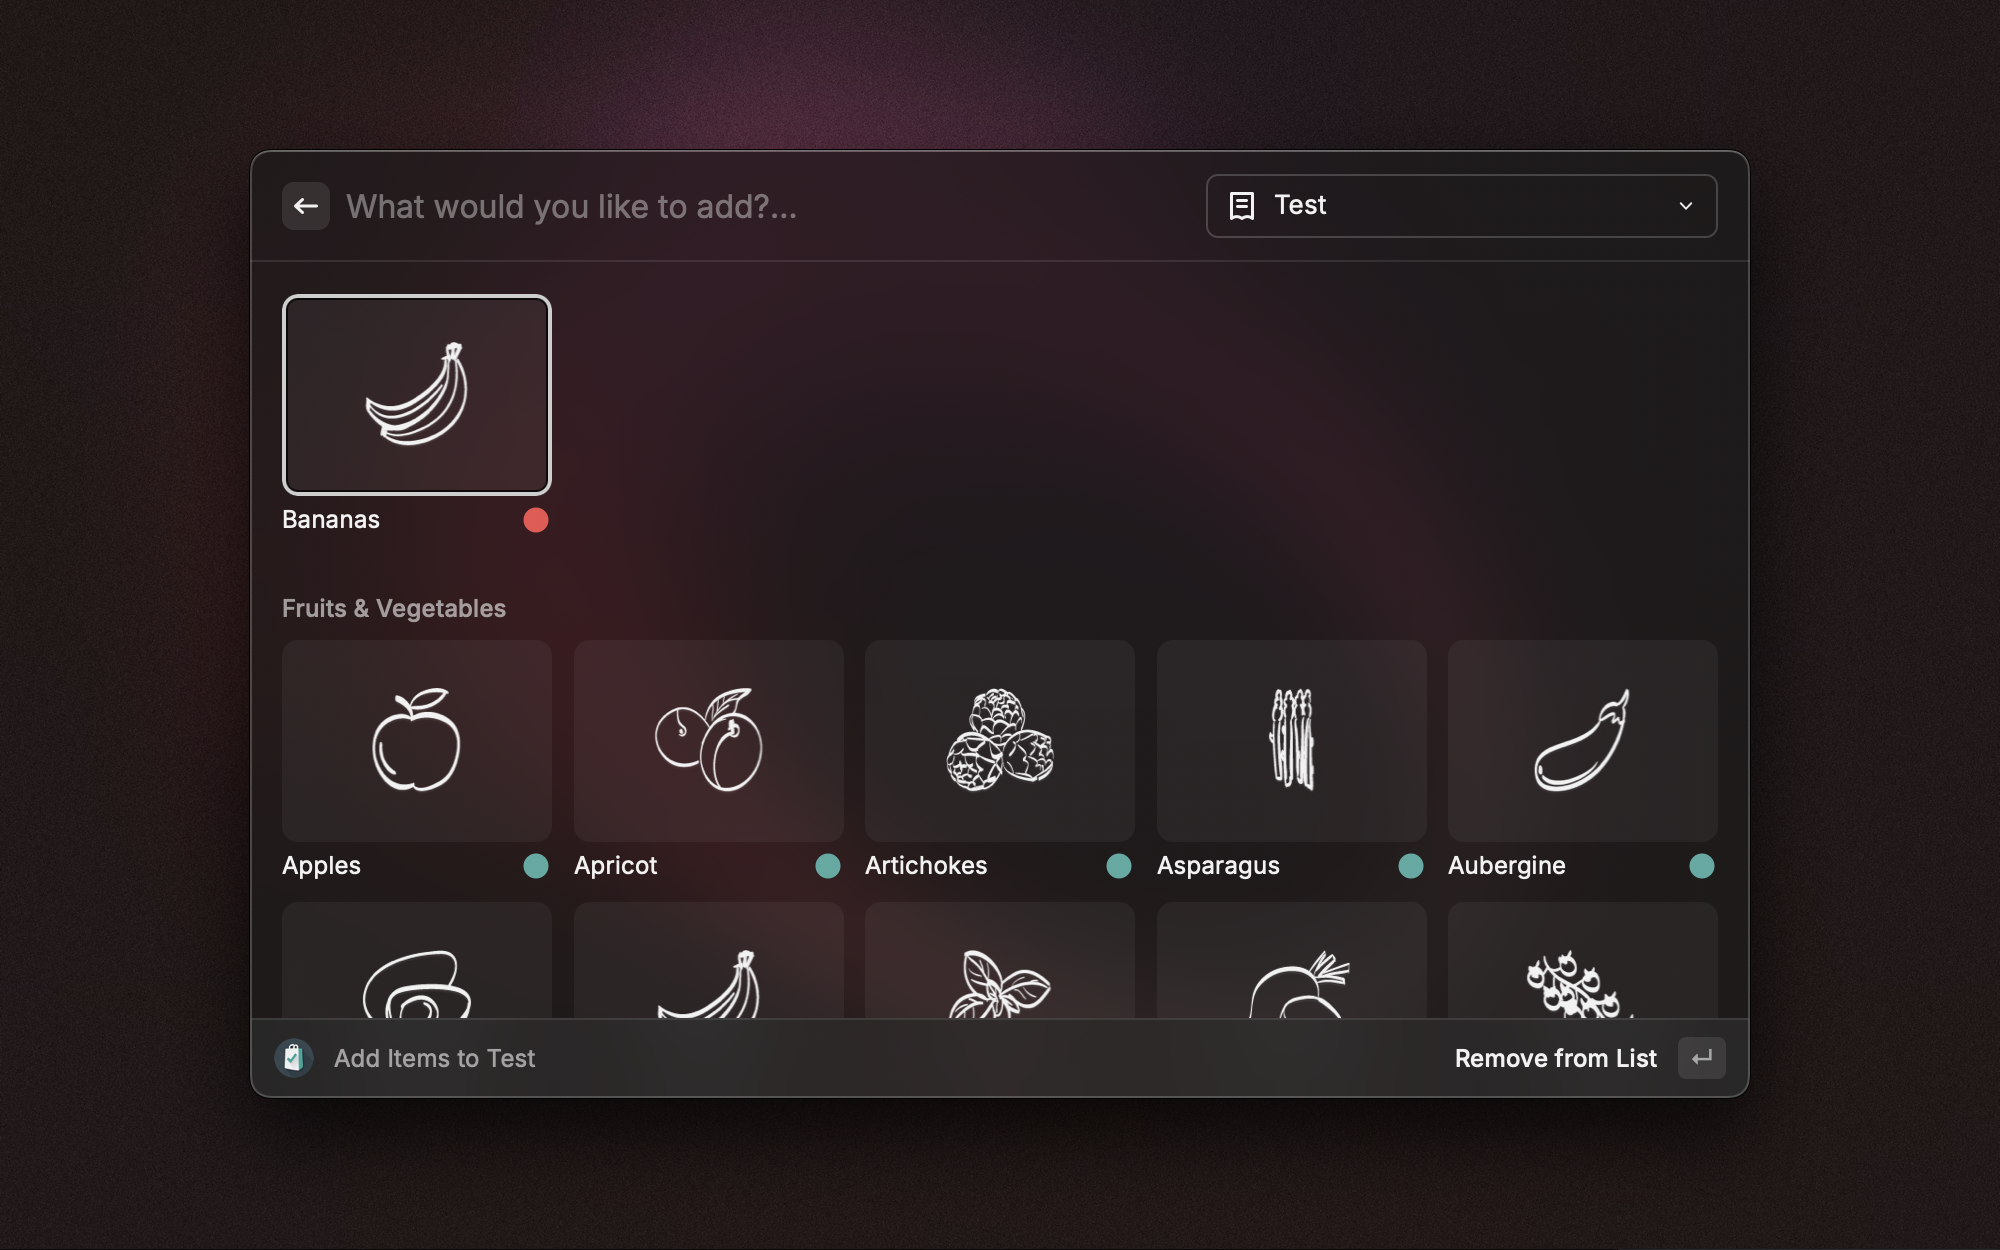 What would you like to add?...
Test
Bananas
Fruits & Vegetables
Apples
Apricot
Artichokes
Asparagus
Aubergine
Add Items to Test
Remove from List